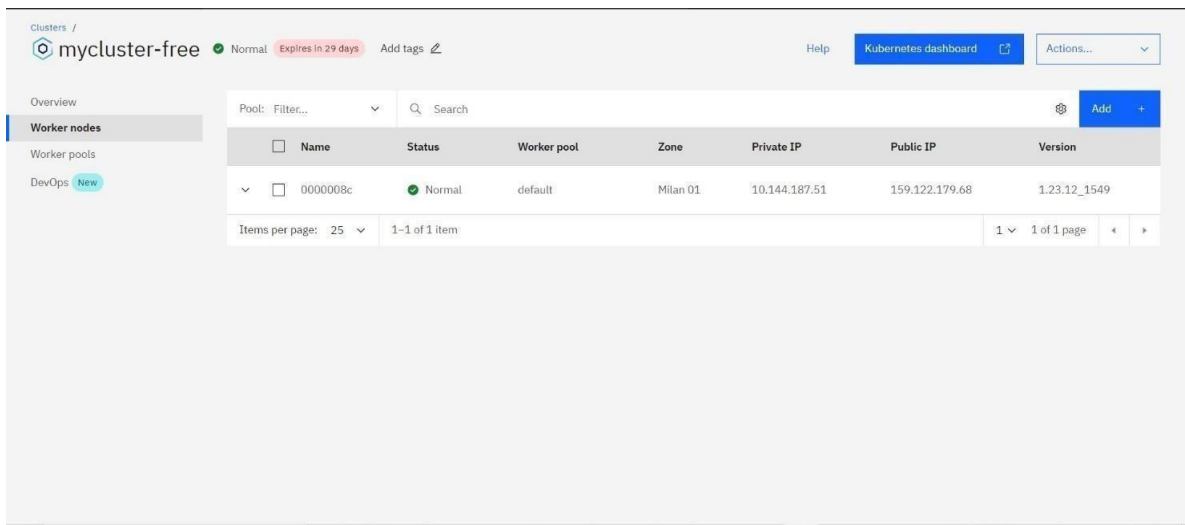 Clusters /
mycluster-free Normal Expires in 29 days Add tags Help Kubernetes dashboard Actions...
Overview
Worker nodes
Worker pools
DevOps New
Pool: Filter... Search Add +
Name Status Worker pool Zone Private IP Public IP Version
0000008c Normal default Milan 01 10.144.187.51 159.122.179.68 1.23.12_1549
Items per page: 25 1–1 of 1 item 1 1 of 1 page